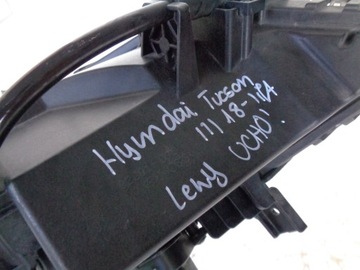 Hyundai Tucson
III 18-
Lewy UCHO!